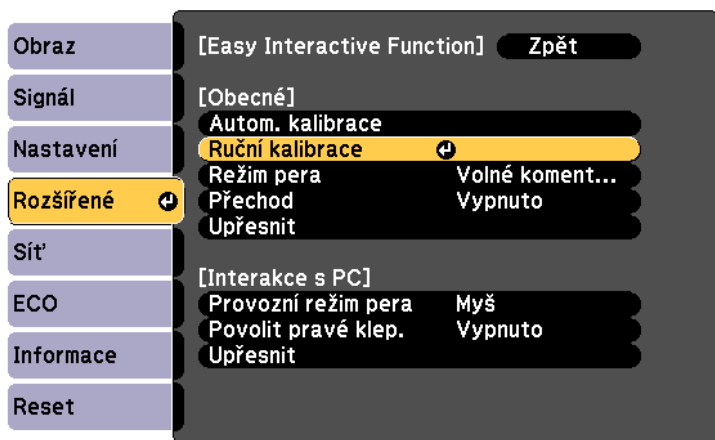 Obraz
Signál
Nastavení
Rozšířené
Síť
ECO
Informace
Reset
[Easy Interactive Function] Zpět
[Obecné]
Autom. kalibrace
Ruční kalibrace
Režim pera Volné koment...
Přechod Vypnuto
Upřesnit
[Interakce s PC]
Provozní režim pera Myš
Povolit pravé klep. Vypnuto
Upřesnit